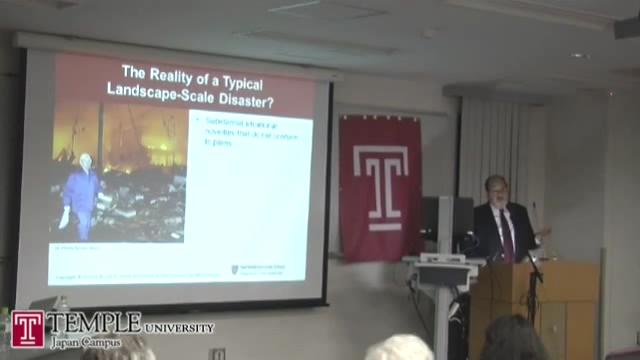 The Reality of a Typical
Landscape-Scale Disaster?
• Substantial situational
novelties that do not conform
to plans
T
T TEMPLE UNIVERSITY
Japan Campus